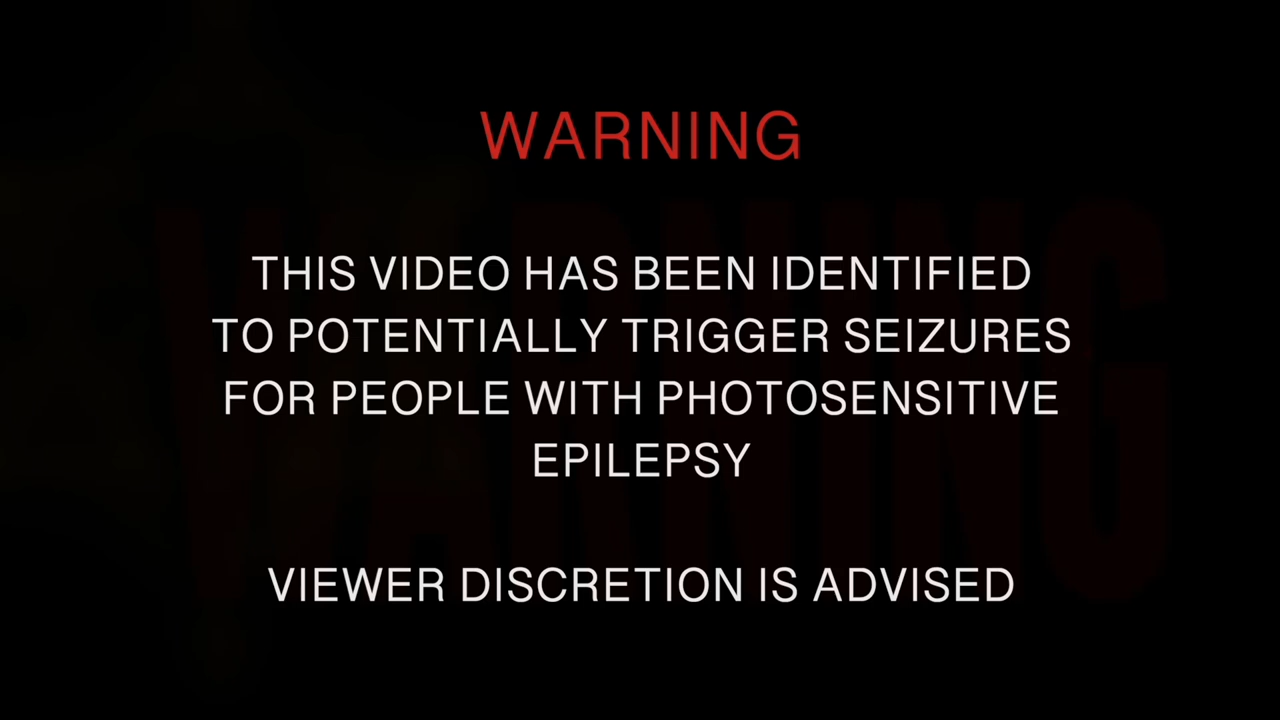 WARNING
THIS VIDEO HAS BEEN IDENTIFIED
TO POTENTIALLY TRIGGER SEIZURES
FOR PEOPLE WITH PHOTOSENSITIVE
EPILEPSY
VIEWER DISCRETION IS ADVISED
WARNING